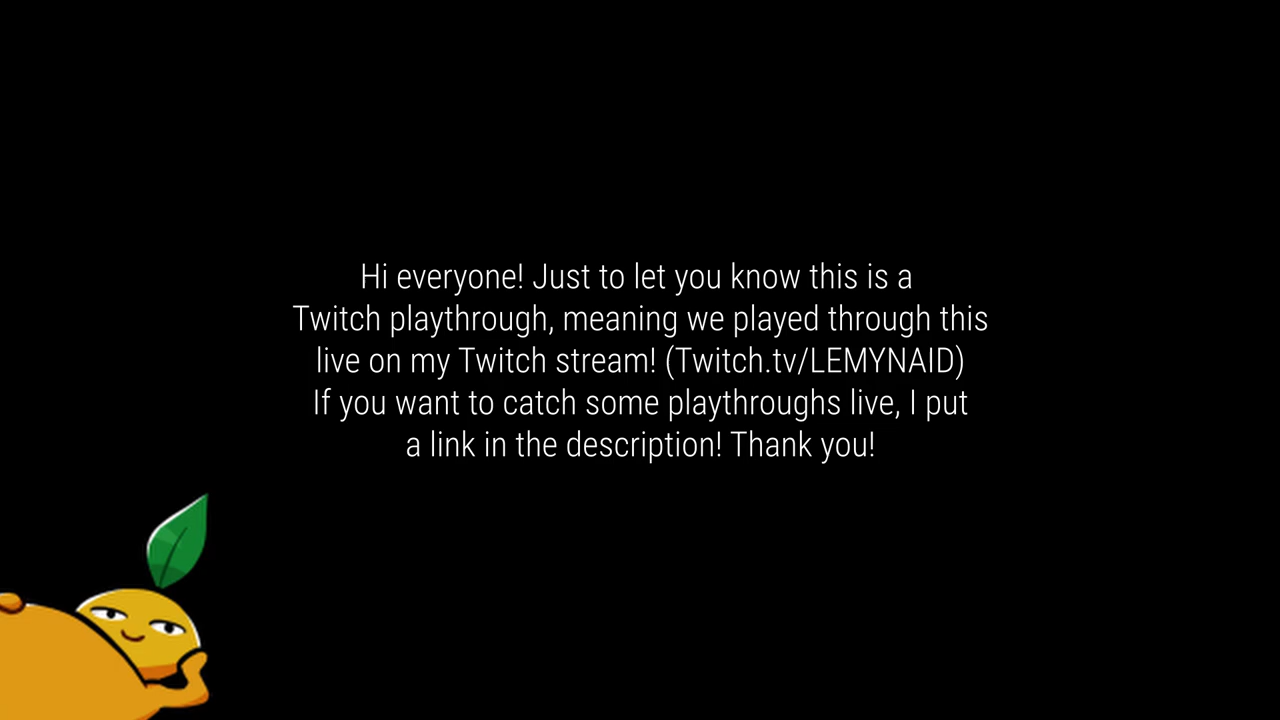 Hi everyone! Just to let you know this is a
Twitch playthrough, meaning we played through this
live on my Twitch stream! (Twitch.tv/LEMYNAID)
If you want to catch some playthroughs live, I put
a link in the description! Thank you!